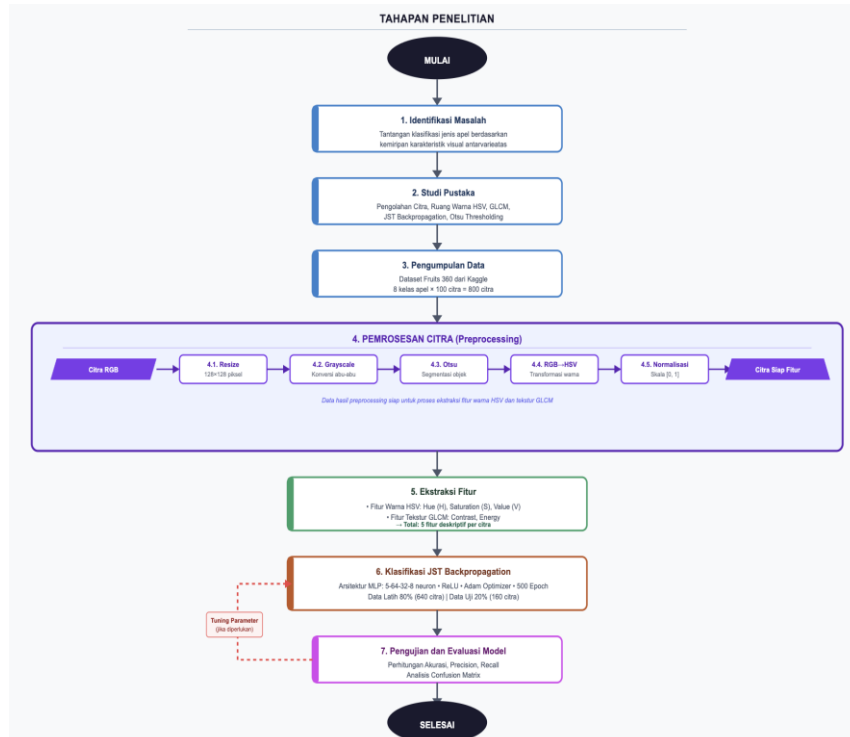 TAHAPAN PENELITIAN
MULAI
1. Identifikasi Masalah
Tantangan klasifikasi jenis apel berdasarkan
kemiripan karakteristik visual antarvarieatas
2. Studi Pustaka
Pengolahan Citra, Ruang Warna HSV, GLCM,
JST Backpropagation, Otsu Thresholding
3. Pengumpulan Data
Dataset Fruits 360 dari Kaggle
8 kelas apel × 100 citra = 800 citra
4. PEMROSESAN CITRA (Preprocessing)
Citra RGB
4.1. Resize
128×128 piksel
4.2. Grayscale
Konversi abu-abu
4.3. Otsu
Segmentasi objek
4.4. RGB→HSV
Transformasi warna
4.5. Normalisasi
Skala [0, 1]
Citra Siap Fitur
Data hasil preprocessing siap untuk proses ekstraksi fitur warna HSV dan tekstur GLCM
5. Ekstraksi Fitur
• Fitur Warna HSV: Hue (H), Saturation (S), Value (V)
• Fitur Tekstur GLCM: Contrast, Energy
→ Total: 5 fitur deskriptif per citra
6. Klasifikasi JST Backpropagation
Arsitektur MLP: 5-64-32-8 neuron • ReLU • Adam Optimizer • 500 Epoch
Data Latih 80% (640 citra) | Data Uji 20% (160 citra)
Tuning Parameter
(jika diperlukan)
7. Pengujian dan Evaluasi Model
Perhitungan Akurasi, Precision, Recall
Analisis Confusion Matrix
SELESAI